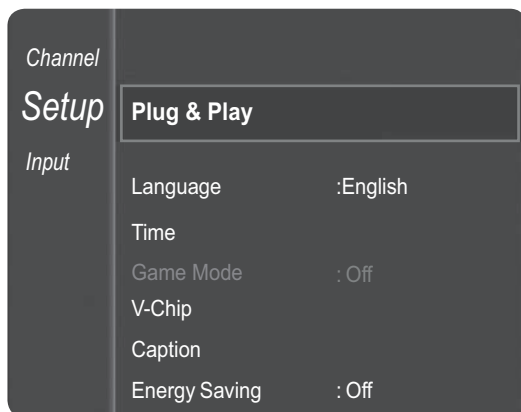 Channel
Setup
Input
Plug & Play
Language :English
Time
Game Mode : Off
V-Chip
Caption
Energy Saving : Off